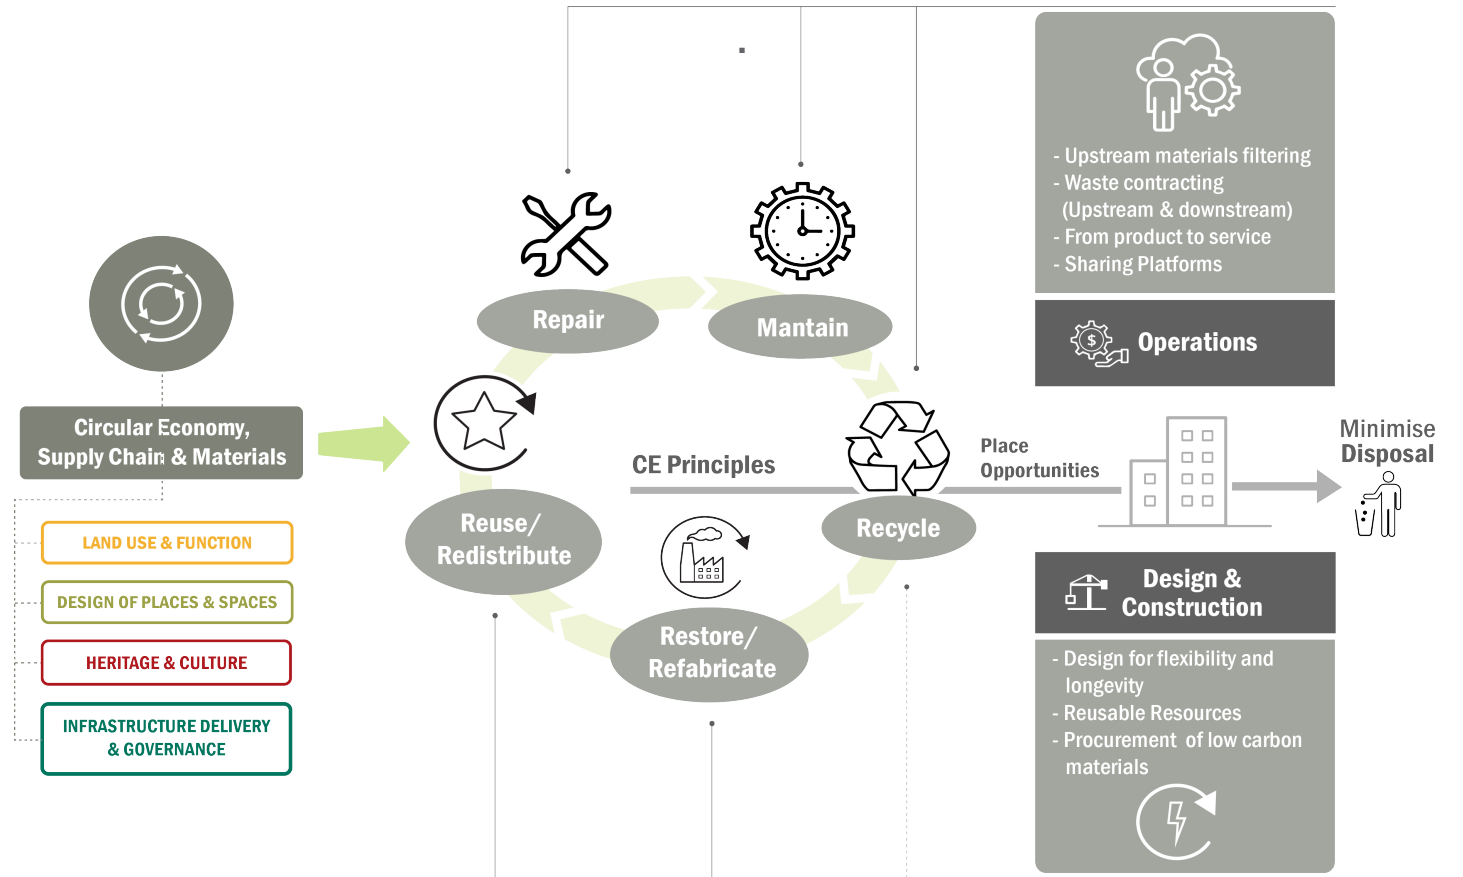 Circular Economy,
Supply Chain & Materials
LAND USE & FUNCTION
DESIGN OF PLACES & SPACES
HERITAGE & CULTURE
INFRASTRUCTURE DELIVERY
& GOVERNANCE
Repair
Mantain
Reuse/
Redistribute
CE Principles
Recycle
Restore/
Refabricate
Place
Opportunities
- Upstream materials filtering
- Waste contracting
(Upstream & downstream)
- From product to service
- Sharing Platforms
$
Operations
Minimise
Disposal
Design &
Construction
- Design for flexibility and
longevity
- Reusable Resources
- Procurement of low carbon
materials